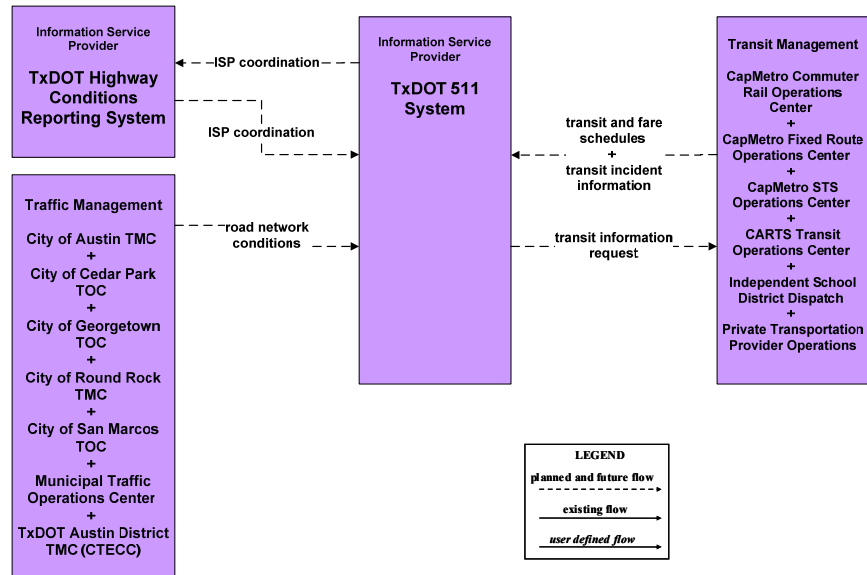 Information Service
Provider
TxDOT Highway
Conditions
Reporting System
ISP coordination
ISP coordination
Information Service
Provider
TxDOT 511
System
Traffic Management
City of Austin TMC
+
City of Cedar Park
TOC
+
City of Georgetown
TOC
+
City of Round Rock
TMC
+
City of San Marcos
TOC
+
Municipal Traffic
Operations Center
+
TxDOT Austin District
TMC (CTECC)
road network
conditions
transit and fare
schedules
+
transit incident
information
transit information
request
Transit Management
CapMetro Commuter
Rail Operations
Center
+
CapMetro Fixed Route
Operations Center
+
CapMetro STS
Operations Center
+
CARTS Transit
Operations Center
+
Independent School
District Dispatch
+
Private Transportation
Provider Operations
LEGEND
planned and future flow
existing flow
user defined flow